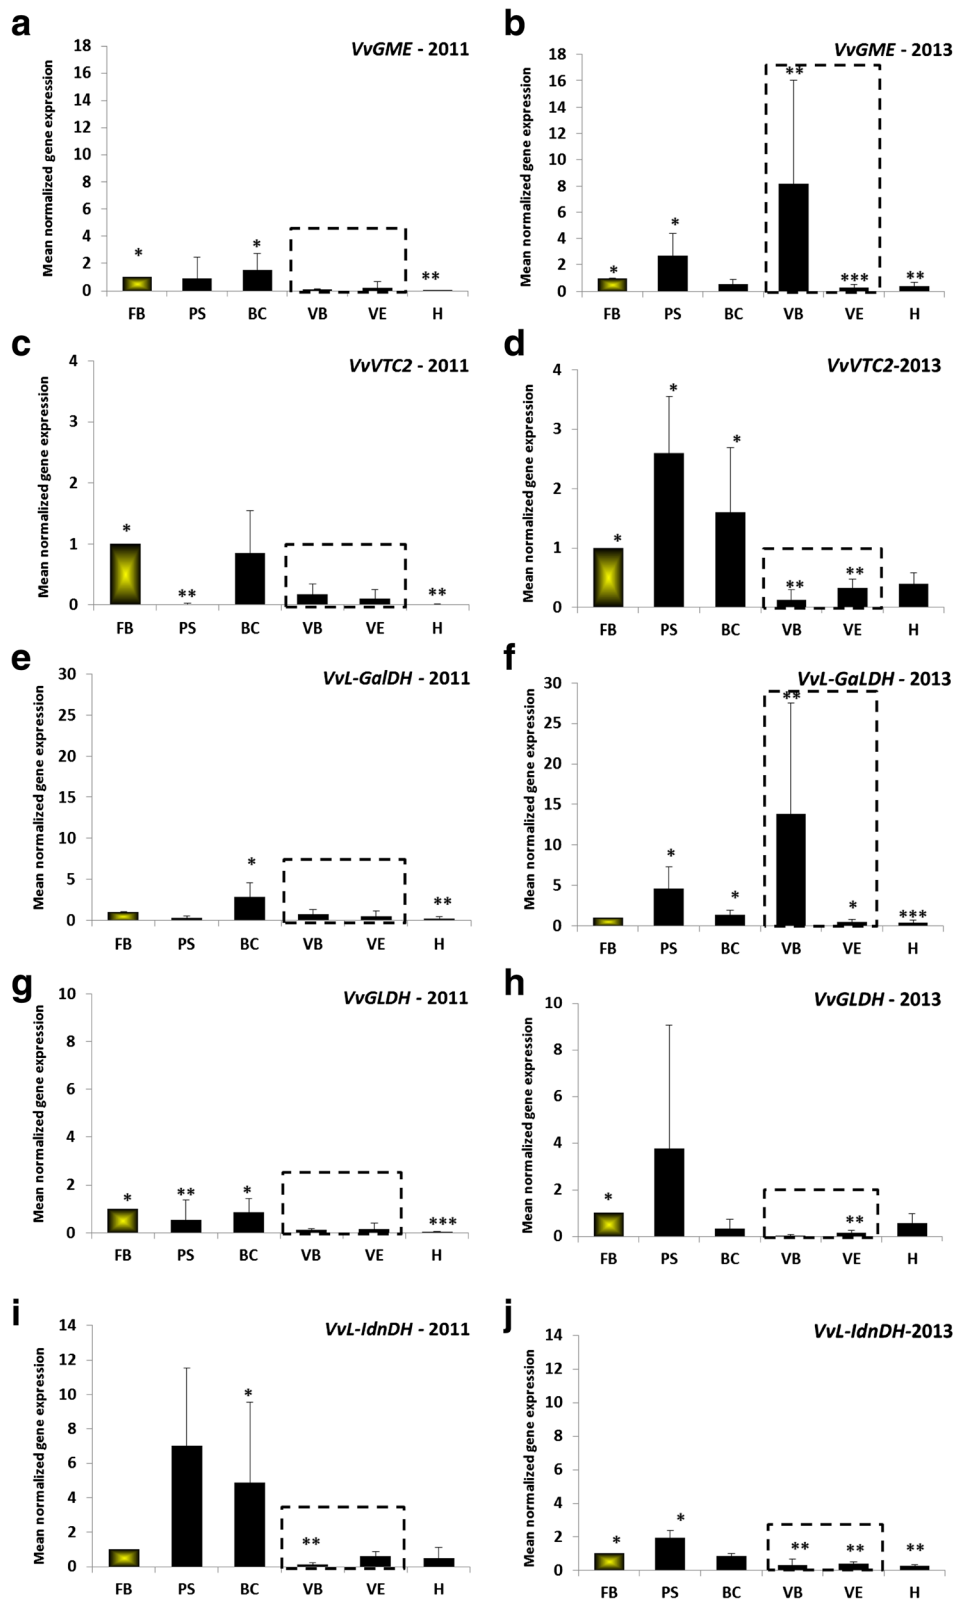 a
VvGME - 2011
Mean normalized gene expression
18
16
14
12
10
8
6
4
2
0
* * **
FB PS BC VB VE H
b
VvGME - 2013
Mean normalized gene expression
18
16
14
12
10
8
6
4
2
0
* * ** *** **
FB PS BC VB VE H
c
VvVTC2 - 2011
Mean normalized gene expression
4
3
2
1
0
* ** **
FB PS BC VB VE H
d
VvVTC2-2013
Mean normalized gene expression
4
3
2
1
0
* * * ** **
FB PS BC VB VE H
e
VvL-GalDH - 2011
Mean normalized gene expression
30
25
20
15
10
5
0
* **
FB PS BC VB VE H
f
VvL-GaLDH - 2013
Mean normalized gene expression
30
25
20
15
10
5
0
* * ** * ***
FB PS BC VB VE H
g
VvGLDH - 2011
Mean normalized gene expression
10
8
6
4
2
0
* ** * ***
FB PS BC VB VE H
h
VvGLDH - 2013
Mean normalized gene expression
10
8
6
4
2
0
* **
FB PS BC VB VE H
i
VvL-IdnDH - 2011
Mean normalized gene expression
14
12
10
8
6
4
2
0
* **
FB PS BC VB VE H
j
VvL-IdnDH-2013
Mean normalized gene expression
14
12
10
8
6
4
2
0
* * ** ** **
FB PS BC VB VE H